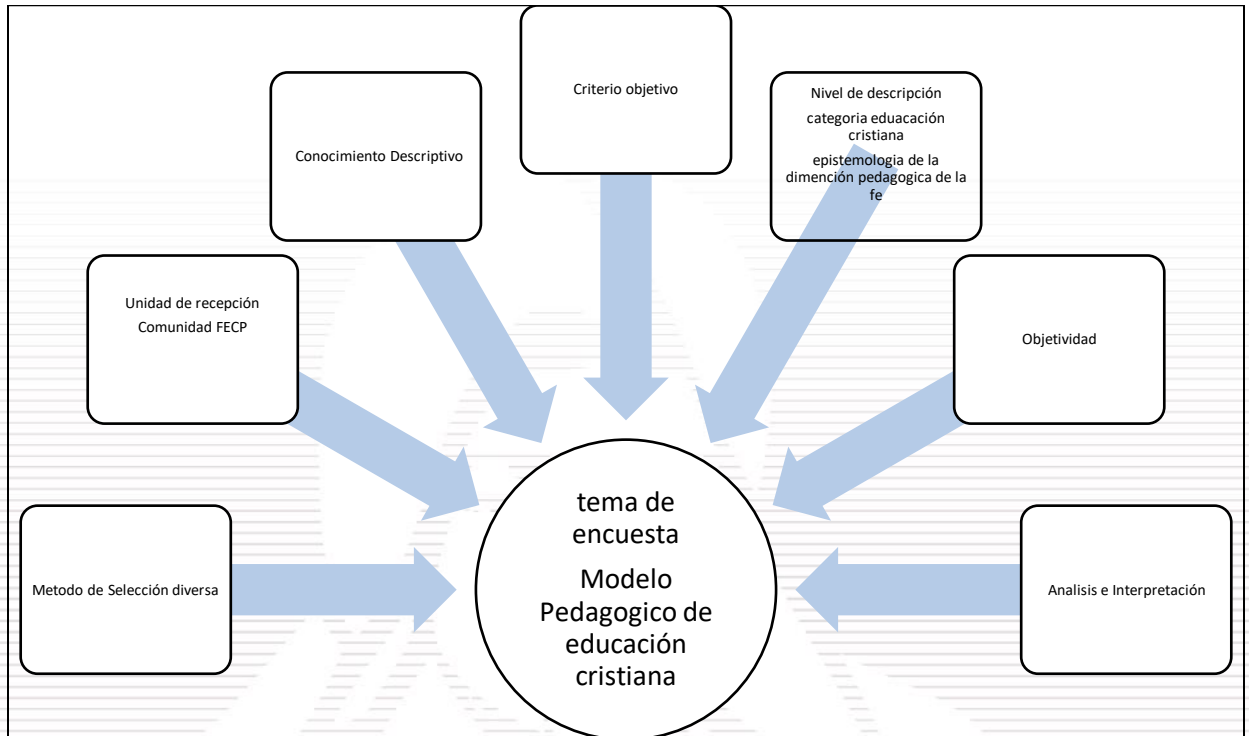 Criterio objetivo
Nivel de descripción
categoria eduacación
cristiana
epistemologia de la
dimención pedagogica de la
fe
Conocimiento Descriptivo
Unidad de recepción
Comunidad FECP
Objetividad
Metodo de Selección diversa
tema de
encuesta
Modelo
Pedagogico de
educación
cristiana
Analisis e Interpretación